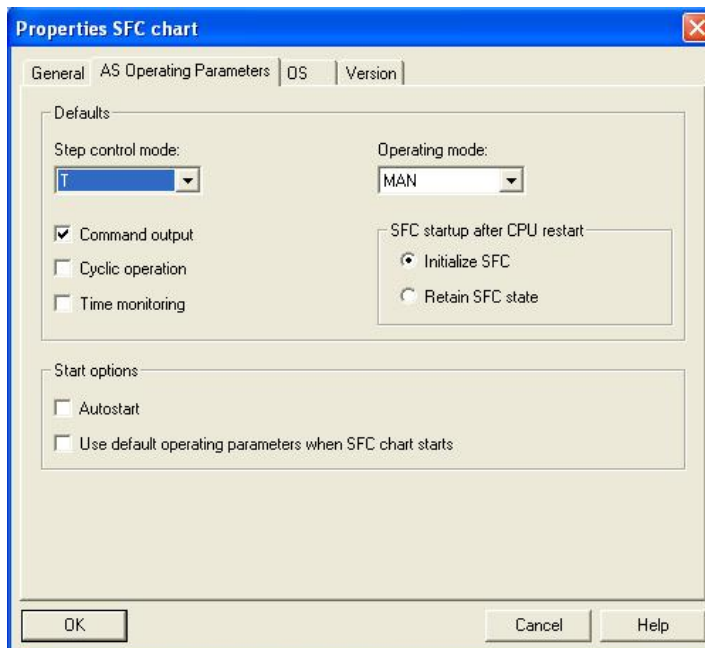 Properties SFC chart
General AS Operating Parameters OS Version
Defaults
Step control mode: Operating mode:
T MAN
Command output
SFC startup after CPU restart
Cyclic operation
Initialize SFC
Time monitoring
Retain SFC state
Start options
Autostart
Use default operating parameters when SFC chart starts
OK Cancel Help